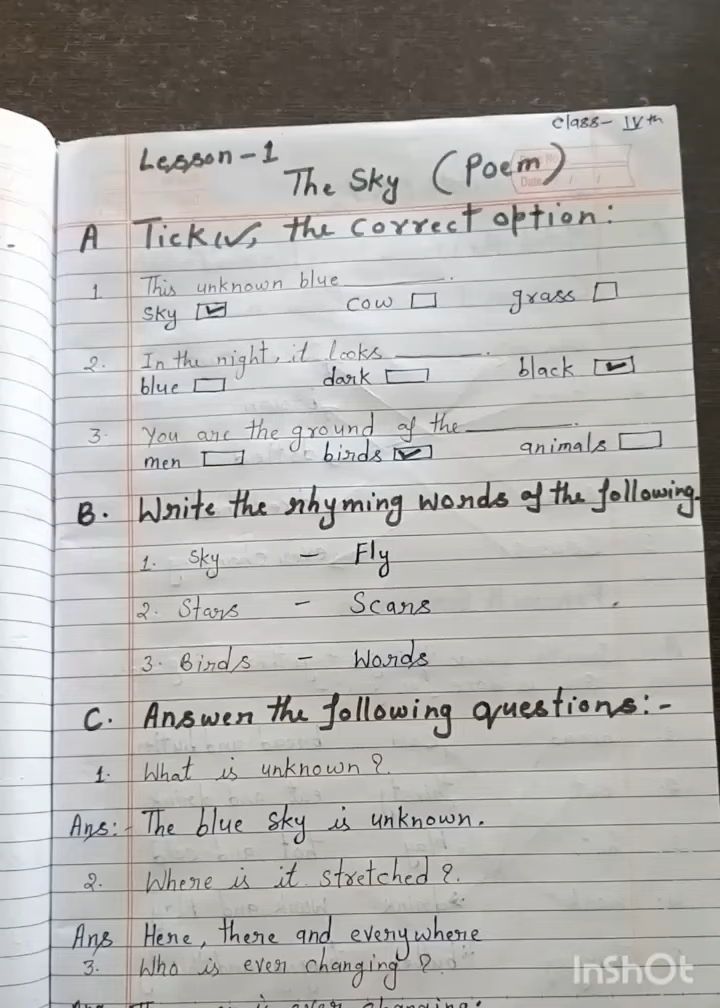 Class- IVth
Lesson-1
The Sky (Poem)
A Tick (✓) the correct option:
1. This unknown blue ________.
sky ☑ cow ☐ grass ☐
2. In the night, it looks ________.
blue ☐ dark ☐ black ☑
3. You are the ground of the ________.
men ☐ birds ☑ animals ☐
B. Write the rhyming words of the following.
1. Sky - Fly
2. Stars - Scars
3. Birds - Words
C. Answer the following questions:-
1. What is unknown?
Ans:- The blue sky is unknown.
2. Where is it stretched?
Ans Here, there and everywhere
3. Who is ever changing?
InShOt